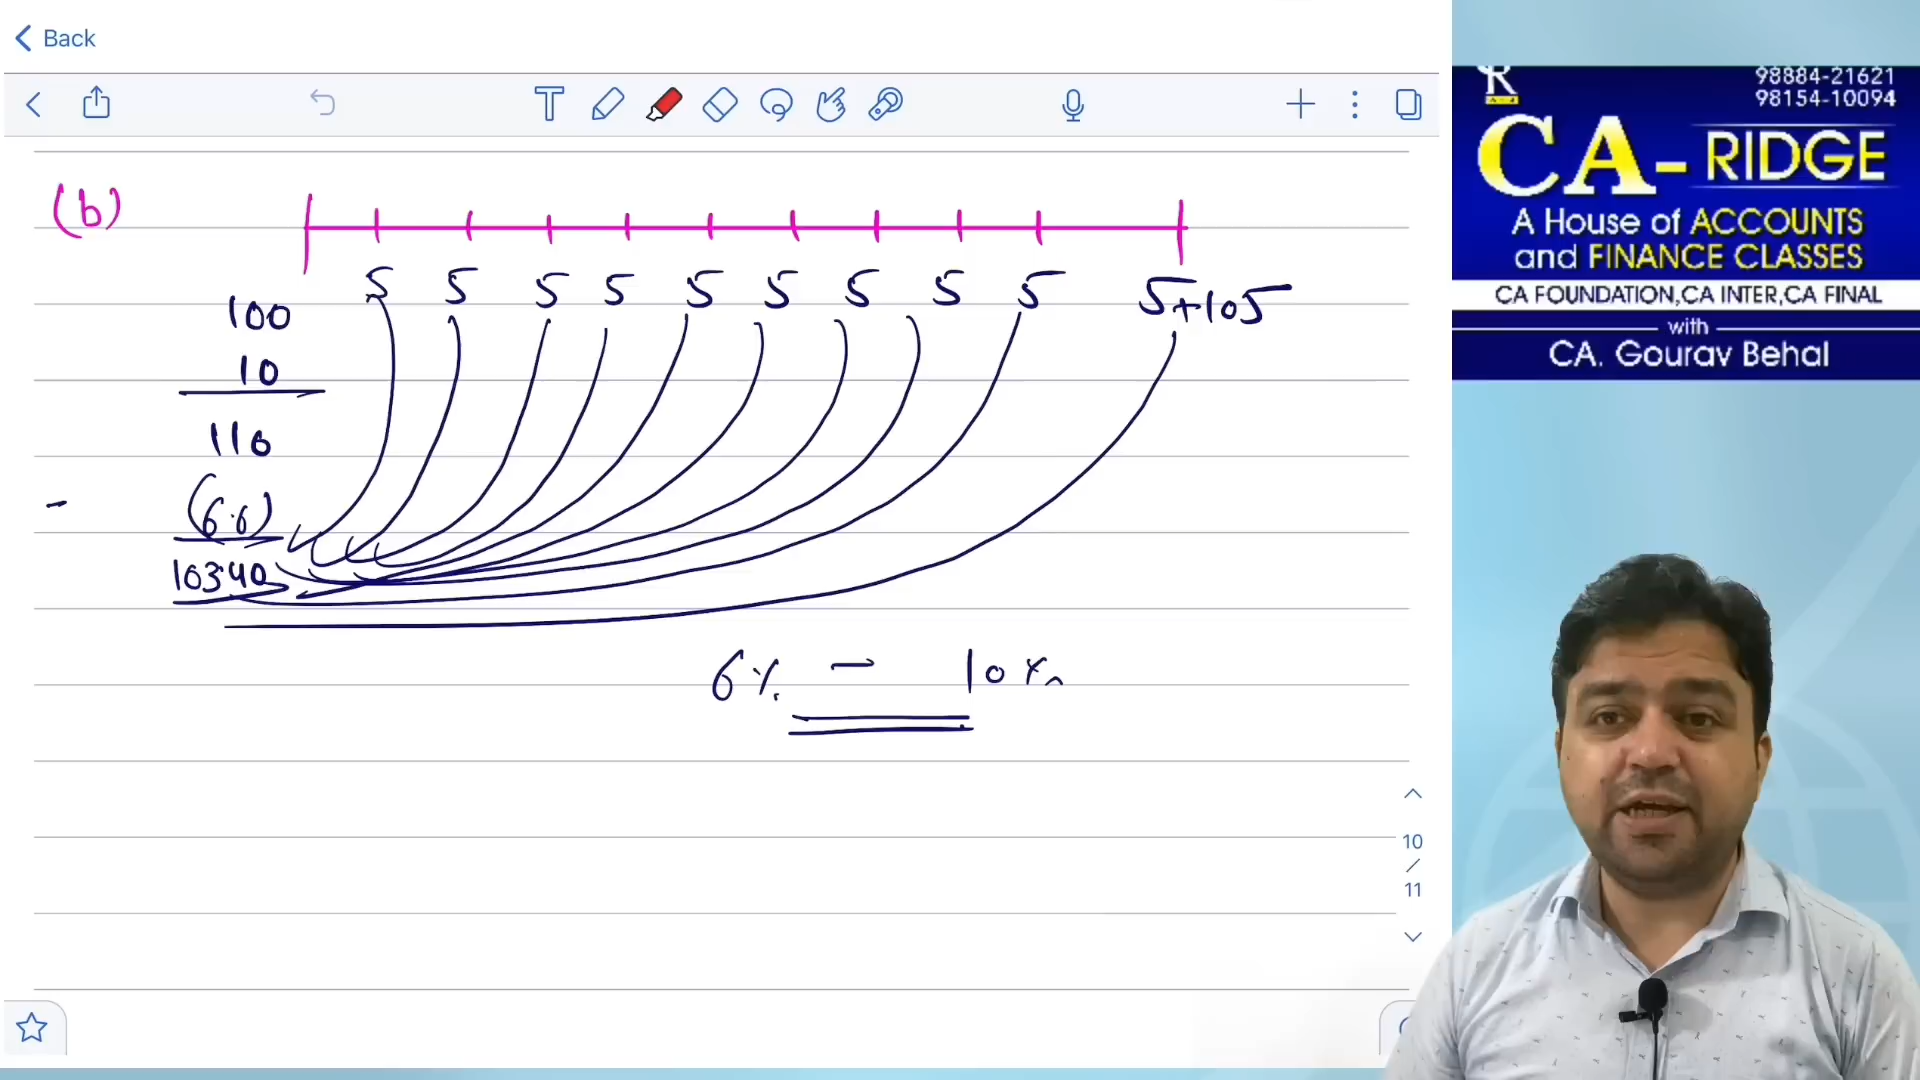 Back
(b)
5 5 5 5 5 5 5 5 5 5+105
100
10
110
- (6.6)
103.40
6% - 10%
10
/
11
98884-21621
98154-10094
CA-RIDGE
A House of ACCOUNTS
and FINANCE CLASSES
CA FOUNDATION,CA INTER,CA FINAL
with
CA. Gourav Behal